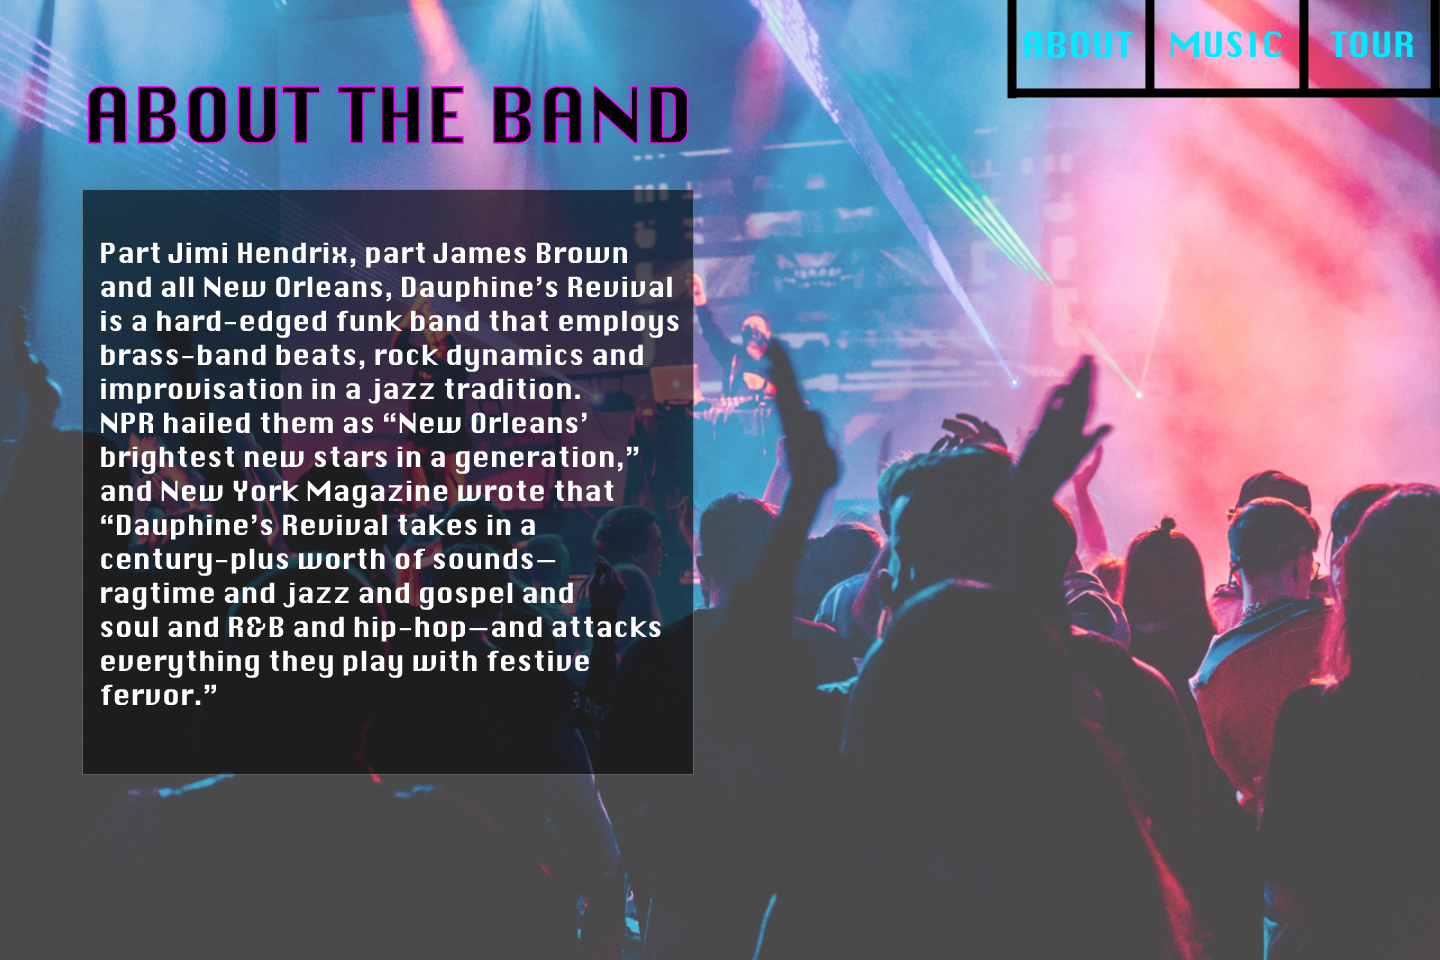 ABOUT MUSIC TOUR
ABOUT THE BAND
Part Jimi Hendrix, part James Brown
and all New Orleans, Dauphine’s Revival
is a hard-edged funk band that employs
brass-band beats, rock dynamics and
improvisation in a jazz tradition.
NPR hailed them as “New Orleans’
brightest new stars in a generation,”
and New York Magazine wrote that
“Dauphine’s Revival takes in a
century-plus worth of sounds—
ragtime and jazz and gospel and
soul and R&B and hip-hop—and attacks
everything they play with festive
fervor.”